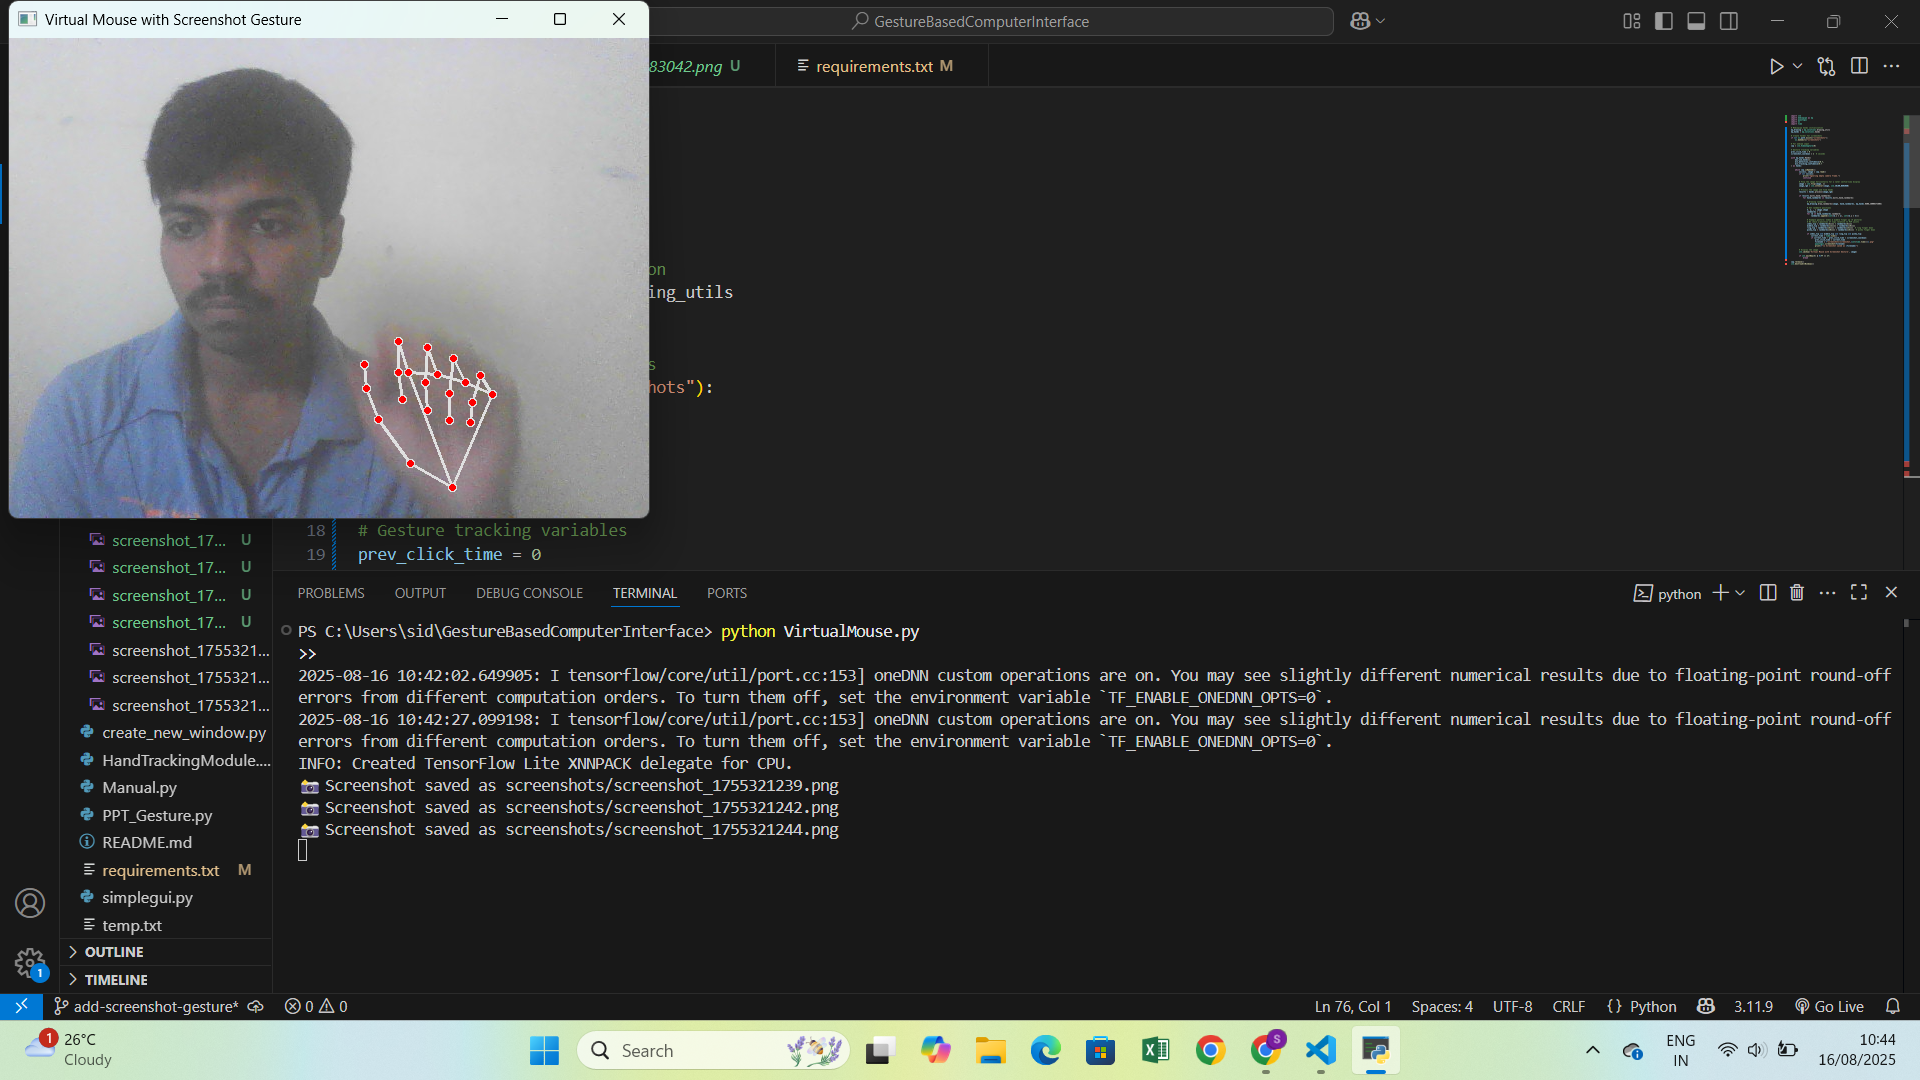 Virtual Mouse with Screenshot Gesture
GestureBasedComputerInterface
83042.png U
requirements.txt M
on
ing_utils
s
hots"):
18 # Gesture tracking variables
19 prev_click_time = 0
screenshot_17... U
screenshot_17... U
screenshot_17... U
screenshot_17... U
screenshot_1755321...
screenshot_1755321...
screenshot_1755321...
create_new_window.py
HandTrackingModule....
Manual.py
PPT_Gesture.py
README.md
requirements.txt M
simplegui.py
temp.txt
OUTLINE
TIMELINE
PROBLEMS OUTPUT DEBUG CONSOLE TERMINAL PORTS
python
PS C:\Users\sid\GestureBasedComputerInterface> python VirtualMouse.py
>>
2025-08-16 10:42:02.649905: I tensorflow/core/util/port.cc:153] oneDNN custom operations are on. You may see slightly different numerical results due to floating-point round-off
errors from different computation orders. To turn them off, set the environment variable `TF_ENABLE_ONEDNN_OPTS=0`.
2025-08-16 10:42:27.099198: I tensorflow/core/util/port.cc:153] oneDNN custom operations are on. You may see slightly different numerical results due to floating-point round-off
errors from different computation orders. To turn them off, set the environment variable `TF_ENABLE_ONEDNN_OPTS=0`.
INFO: Created TensorFlow Lite XNNPACK delegate for CPU.
📸 Screenshot saved as screenshots/screenshot_1755321239.png
📸 Screenshot saved as screenshots/screenshot_1755321242.png
📸 Screenshot saved as screenshots/screenshot_1755321244.png
1
add-screenshot-gesture* 0 0
Ln 76, Col 1 Spaces: 4 UTF-8 CRLF {} Python 3.11.9 Go Live
1
26°C
Cloudy
Search
S
ENG
IN
10:44
16/08/2025